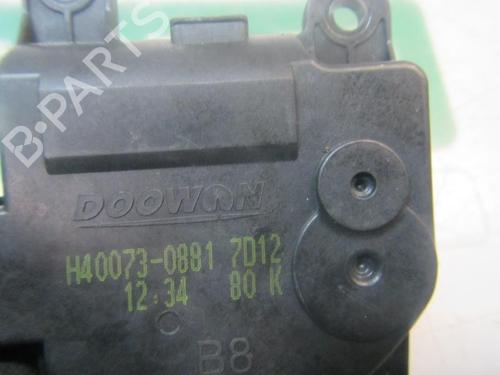 B-PARTS
DOOWON
H40073-0881 7D12
12:34 80 K
B8